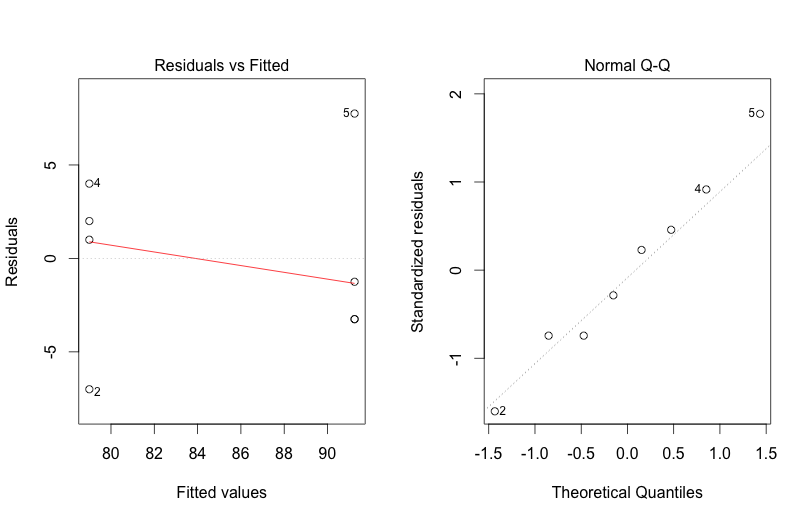 Residuals vs Fitted
Residuals
5
0
-5
5
4
2
80 82 84 86 88 90
Fitted values
Normal Q-Q
Standardized residuals
2
1
0
-1
5
4
2
-1.5 -1.0 -0.5 0.0 0.5 1.0 1.5
Theoretical Quantiles